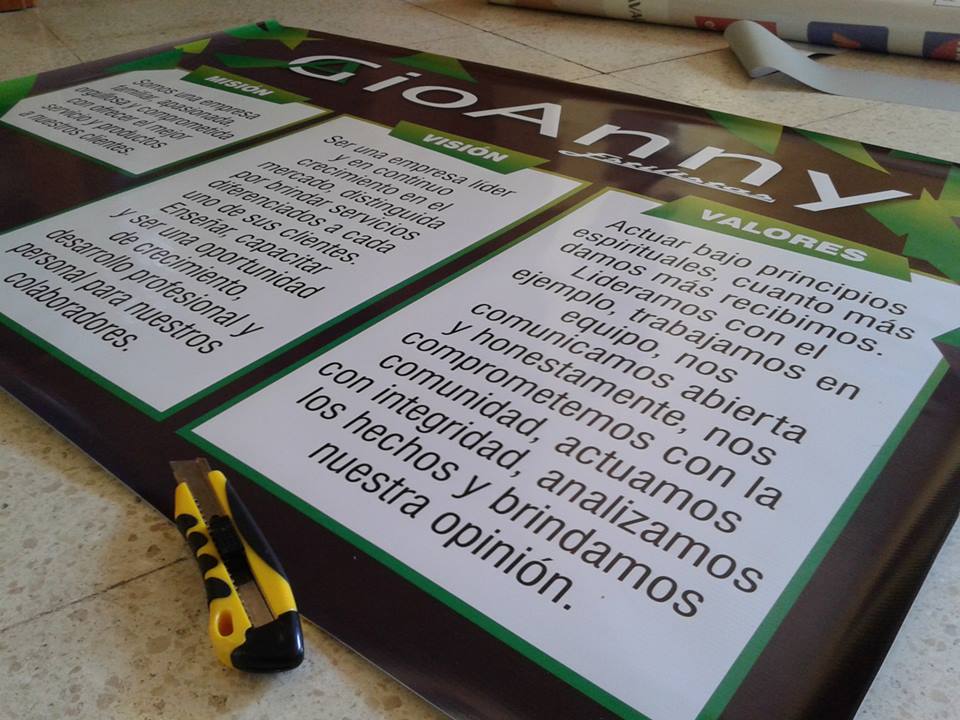 GioAnny
MISIÓN
Somos una empresa
familiar, apasionada,
orgullosa y comprometida
con ofrecer el mejor
servicio y productos
a nuestros clientes.
VISIÓN
Ser una empresa líder
y en continuo
crecimiento en el
mercado, distinguida
por brindar servicios
diferenciados a cada
uno de sus clientes.
Enseñar, capacitar
y ser una oportunidad
de crecimiento,
desarrollo profesional y
personal para nuestros
colaboradores.
VALORES
Actuar bajo principios
espirituales, cuanto más
damos más recibimos.
Lideramos con el
ejemplo, trabajamos en
equipo, nos
comunicamos abierta
y honestamente, nos
comprometemos con la
comunidad, actuamos
con integridad, analizamos
los hechos y brindamos
nuestra opinión.